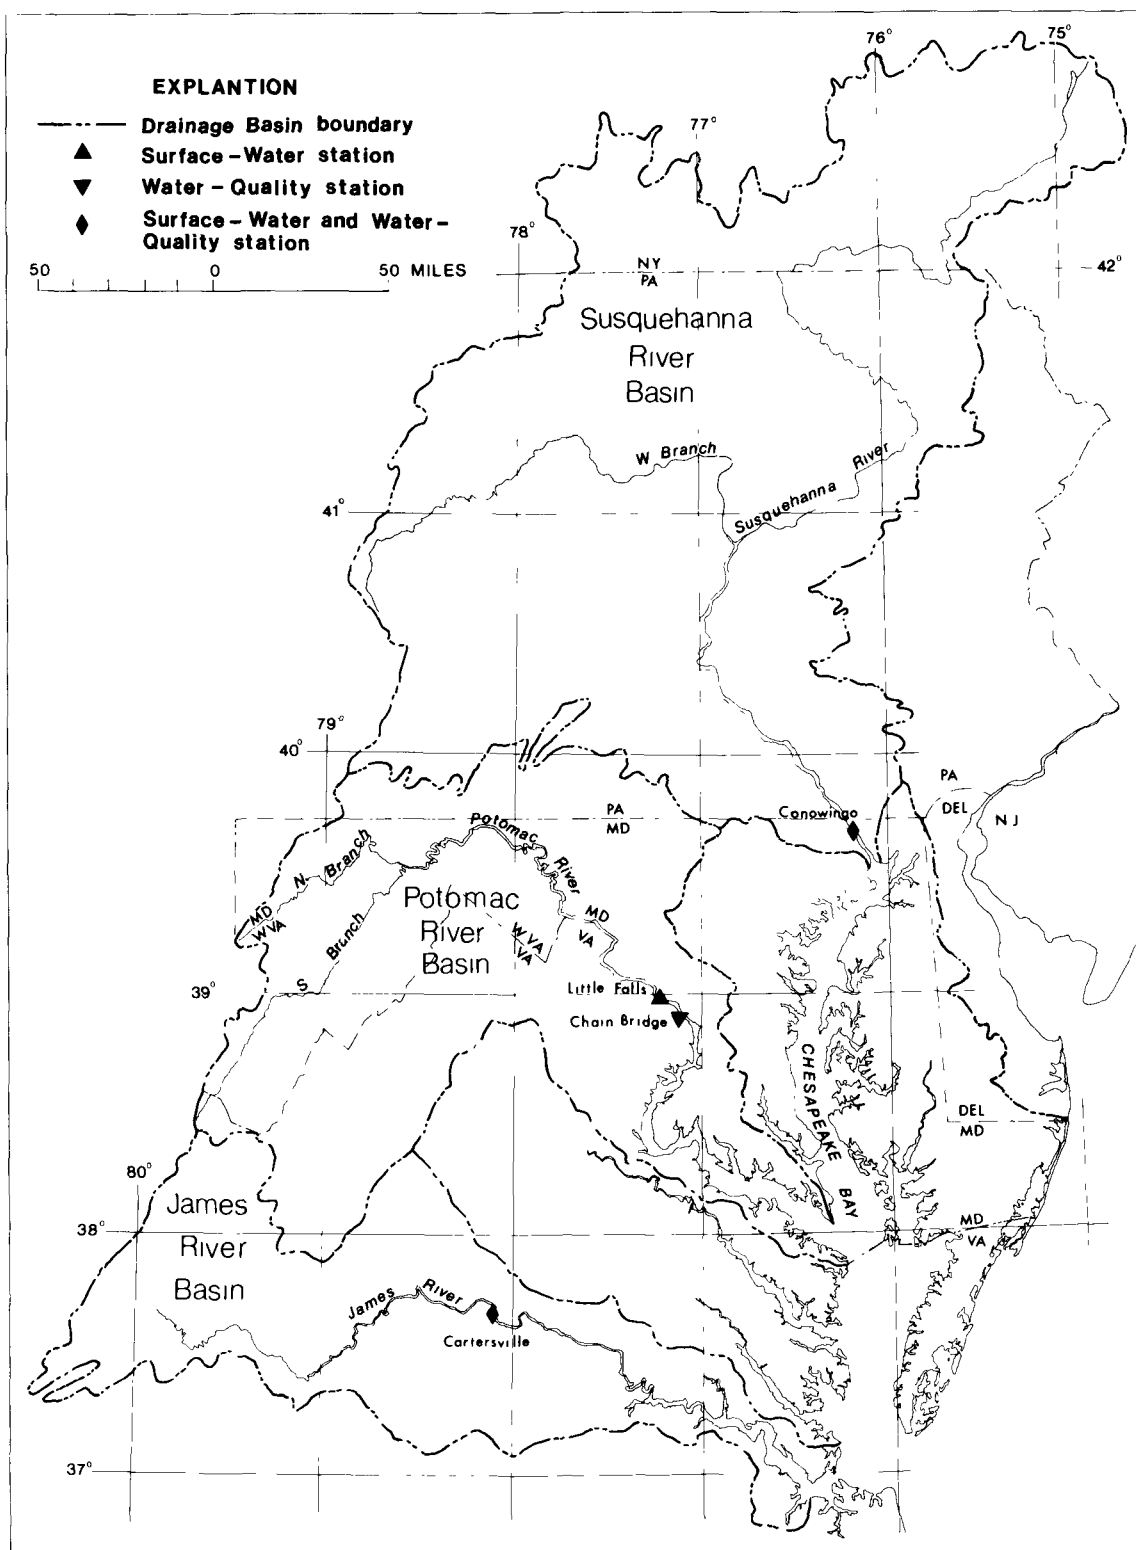 EXPLANTION
Drainage Basin boundary
Surface-Water station
Water-Quality station
Surface-Water and Water-
Quality station
50 0 50 MILES
76°
75°
77°
78°
NY
PA
42°
Susquehanna
River
Basin
W Branch
Susquehanna River
41°
79°
40°
PA
MD
PA
DEL
NJ
Conowingo
Potomac River
N Branch
MD
WVA
S Branch
Potomac
River
Basin
MD
VA
W VA
VA
39°
Little Falls
Chain Bridge
CHESAPEAKE BAY
DEL
MD
80°
James
River
Basin
38°
MD
VA
James River
Cartersville
37°